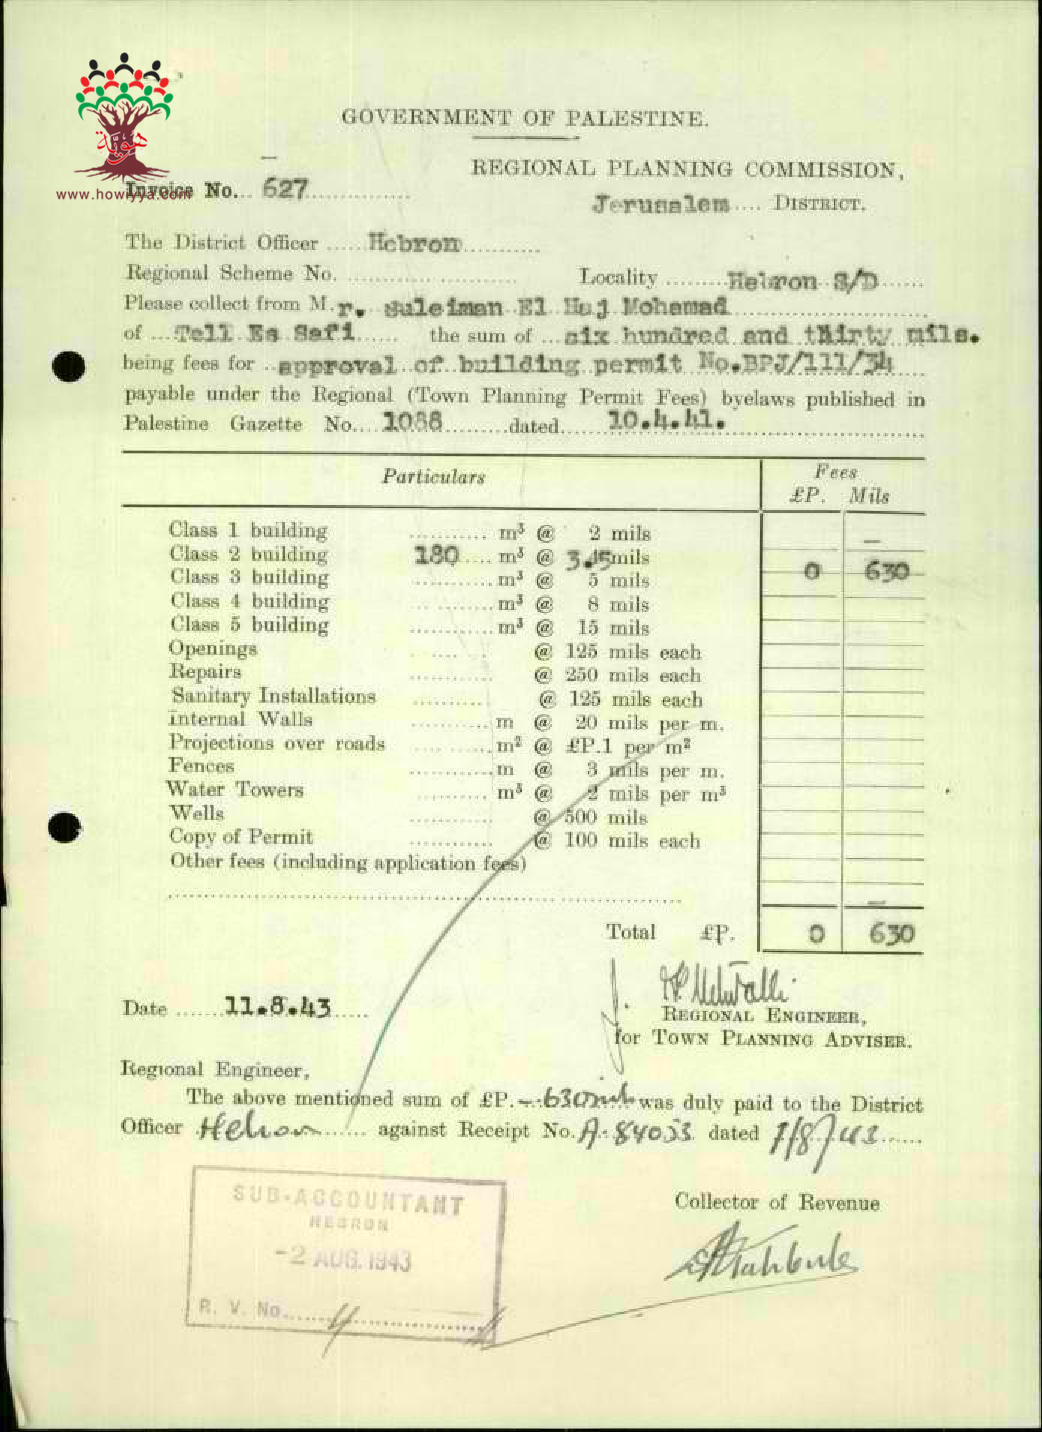 هوية
www.howiyya.com
GOVERNMENT OF PALESTINE.
REGIONAL PLANNING COMMISSION,
Invoice No... 627
Jerusalem.... DISTRICT.
The District Officer ..... Hebron
Regional Scheme No. Locality ........ Hebron S/D
Please collect from M.r. Suleiman El Haj Mohamad
of ... Tell Es Safi ...... the sum of ... six hundred and thirty mils.
being fees for .. approval of building permit No.BPJ/111/34
payable under the Regional (Town Planning Permit Fees) byelaws published in
Palestine Gazette No.... 1088 ......... dated...... 10.4.41.
Particulars Fees
£P. Mils
Class 1 building ........... m³ @ 2 mils
Class 2 building 180 .... m³ @ 3.5 mils 0 630
Class 3 building ........... m³ @ 5 mils
Class 4 building ........... m³ @ 8 mils
Class 5 building ........... m³ @ 15 mils
Openings @ 125 mils each
Repairs ........... @ 250 mils each
Sanitary Installations ........... @ 125 mils each
Internal Walls ........... m @ 20 mils per m.
Projections over roads ........... m² @ £P.1 per m²
Fences ........... m @ 3 mils per m.
Water Towers ........... m³ @ 2 mils per m³
Wells ........... @ 500 mils
Copy of Permit ........... @ 100 mils each
Other fees (including application fees)
Total £P. 0 630
Date ....... 11.8.43 .....
REGIONAL ENGINEER,
for TOWN PLANNING ADVISER.
Regional Engineer,
The above mentioned sum of £P. -630 mils was duly paid to the District
Officer Hebron ...... against Receipt No. dated
SUB-ACCOUNTANT
HEBRON
-2 AUG. 1943
R. V. No.
Collector of Revenue